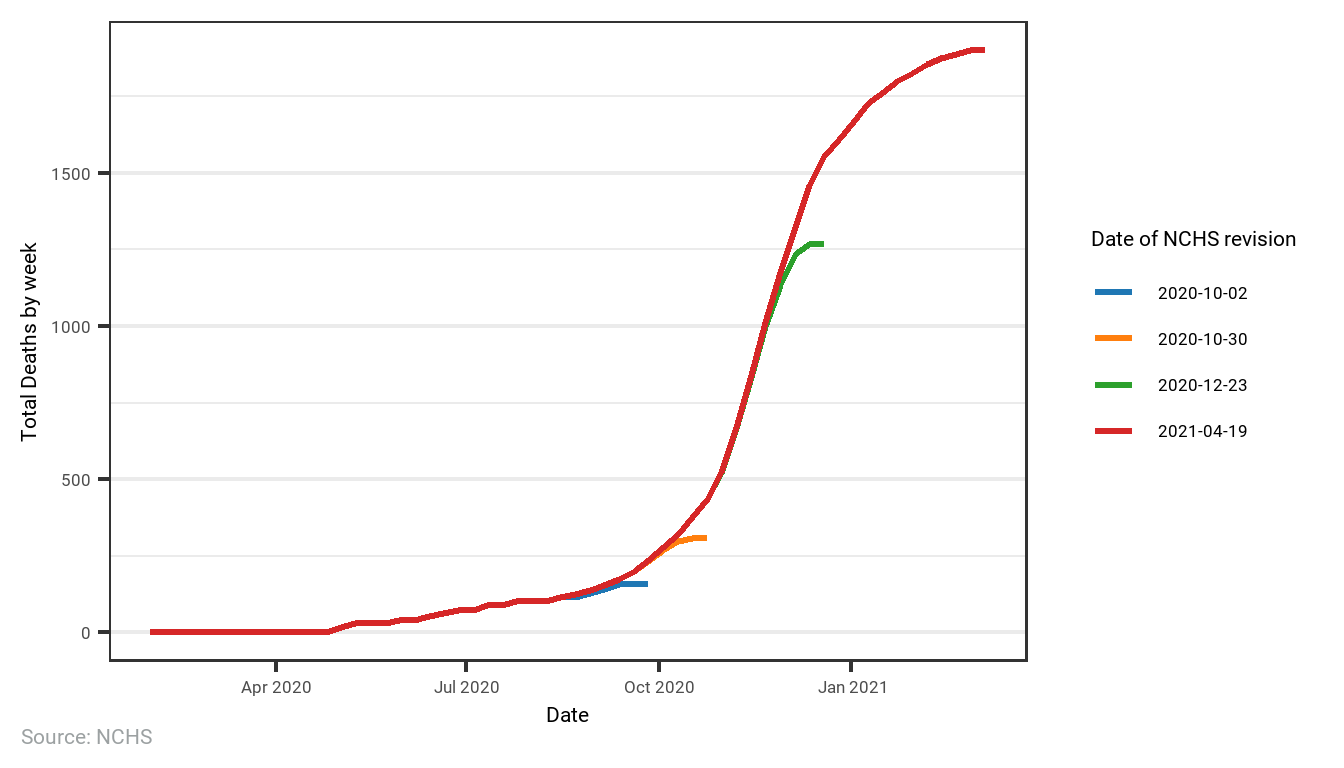 Total Deaths by week
1500
1000
500
0
Apr 2020
Jul 2020
Oct 2020
Jan 2021
Date
Date of NCHS revision
2020-10-02
2020-10-30
2020-12-23
2021-04-19
Source: NCHS